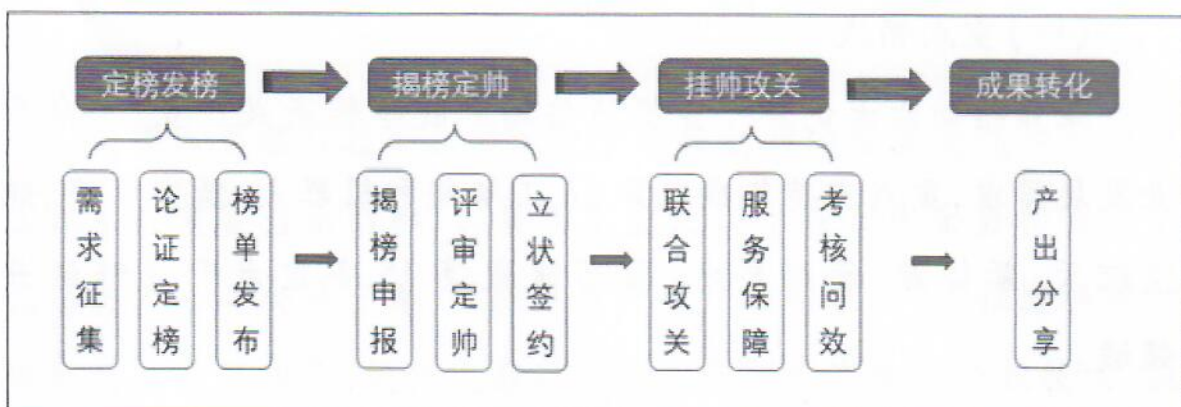 定榜发榜
揭榜定帅
挂帅攻关
成果转化
需求征集
论证定榜
榜单发布
揭榜申报
评审定帅
立状签约
联合攻关
服务保障
考核问效
产出分享